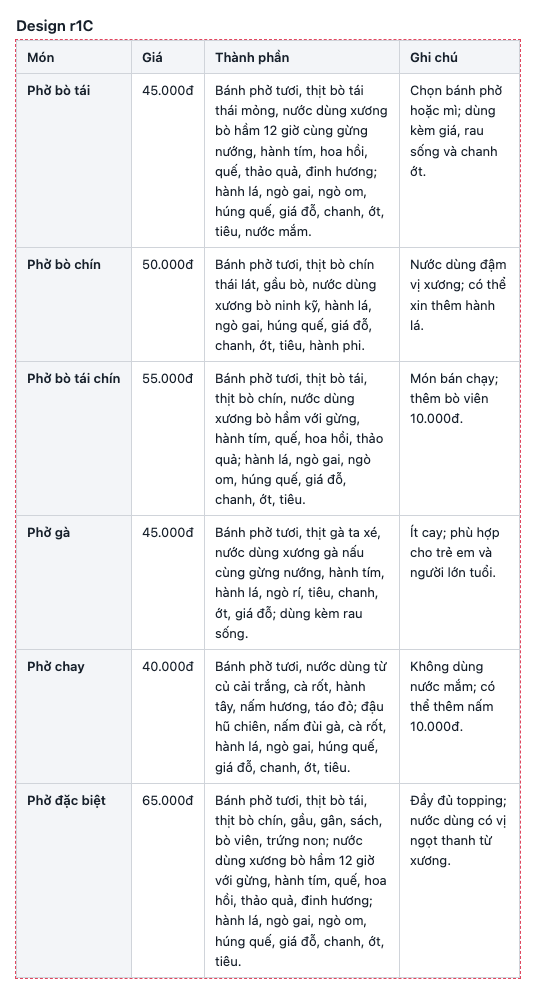 Design r1C
Món Giá Thành phần Ghi chú
Phở bò tái 45.000đ Bánh phở tươi, thịt bò tái Chọn bánh phở
thái mỏng, nước dùng xương hoặc mì; dùng
bò hầm 12 giờ cùng gừng kèm giá, rau
nướng, hành tím, hoa hồi, sống và chanh
quế, thảo quả, đinh hương; ớt.
hành lá, ngò gai, ngò om,
húng quế, giá đỗ, chanh, ớt,
tiêu, nước mắm.
Phở bò chín 50.000đ Bánh phở tươi, thịt bò chín Nước dùng đậm
thái lát, gầu bò, nước dùng vị xương; có thể
xương bò ninh kỹ, hành lá, xin thêm hành
ngò gai, húng quế, giá đỗ, lá.
chanh, ớt, tiêu, hành phi.
Phở bò tái chín 55.000đ Bánh phở tươi, thịt bò tái, Món bán chạy;
thịt bò chín, nước dùng thêm bò viên
xương bò hầm với gừng, 10.000đ.
hành tím, quế, hoa hồi, thảo
quả; hành lá, ngò gai, ngò
om, húng quế, giá đỗ,
chanh, ớt, tiêu.
Phở gà 45.000đ Bánh phở tươi, thịt gà ta xé, Ít cay; phù hợp
nước dùng xương gà nấu cho trẻ em và
cùng gừng nướng, hành tím, người lớn tuổi.
hành lá, ngò rí, tiêu, chanh,
ớt, giá đỗ; dùng kèm rau
sống.
Phở chay 40.000đ Bánh phở tươi, nước dùng từ Không dùng
củ cải trắng, cà rốt, hành nước mắm; có
tây, nấm hương, táo đỏ; đậu thể thêm nấm
hũ chiên, nấm đùi gà, cà rốt, 10.000đ.
hành lá, ngò gai, húng quế,
giá đỗ, chanh, ớt, tiêu.
Phở đặc biệt 65.000đ Bánh phở tươi, thịt bò tái, Đầy đủ topping;
thịt bò chín, gầu, gân, sách, nước dùng có vị
bò viên, trứng non; nước ngọt thanh từ
dùng xương bò hầm 12 giờ xương.
với gừng, hành tím, quế, hoa
hồi, thảo quả, đinh hương;
hành lá, ngò gai, ngò om,
húng quế, giá đỗ, chanh, ớt,
tiêu.